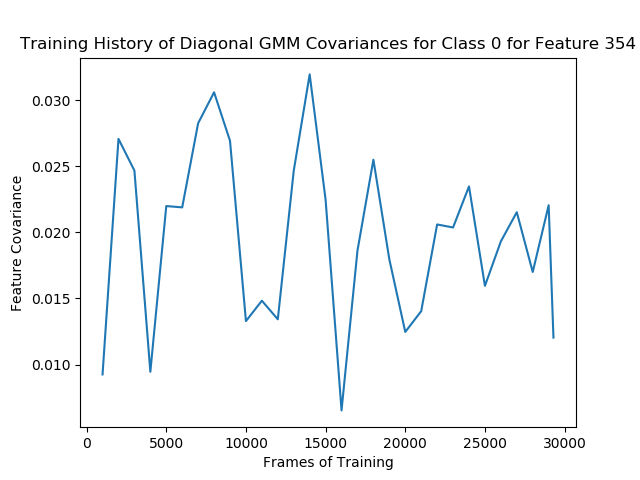 Training History of Diagonal GMM Covariances for Class 0 for Feature 354
0.030
0.025
0.020
0.015
0.010
Feature Covariance
0 5000 10000 15000 20000 25000 30000
Frames of Training